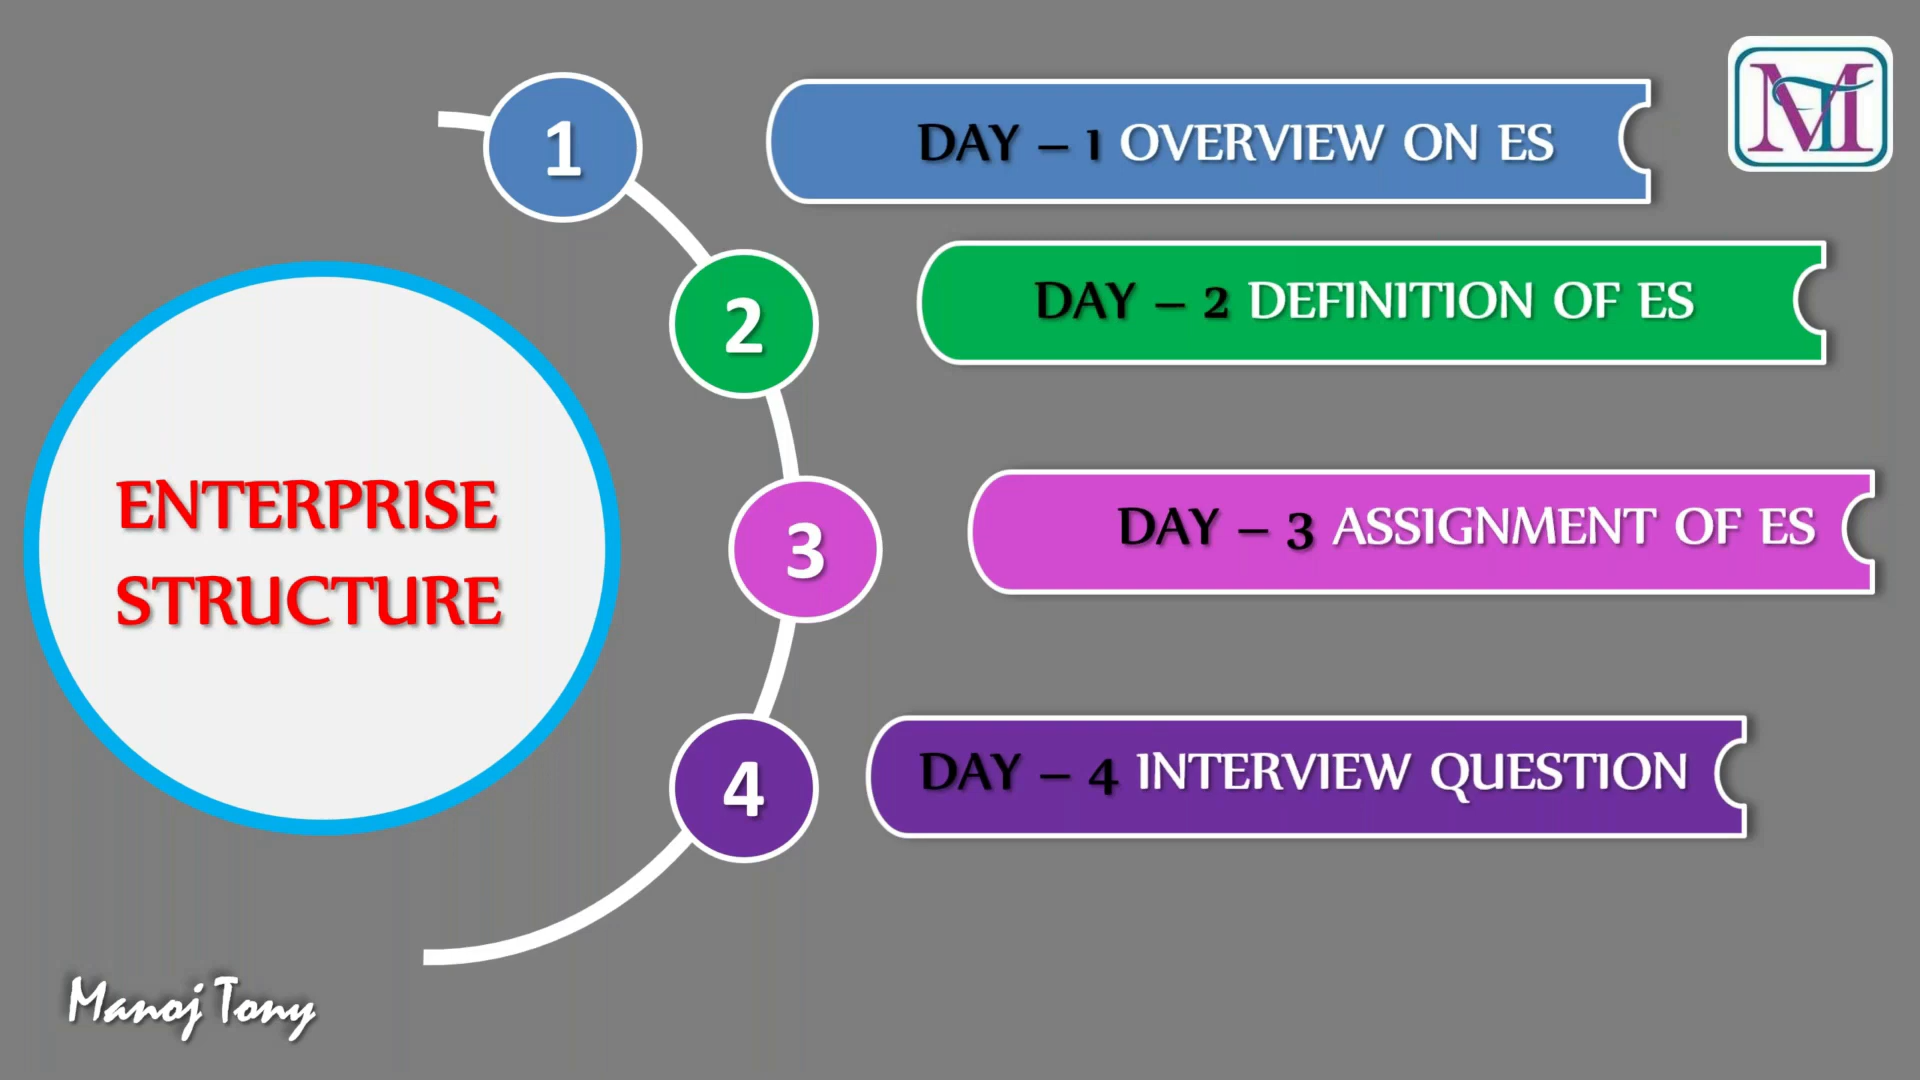 1
DAY – 1 OVERVIEW ON ES
MT
2
DAY – 2 DEFINITION OF ES
ENTERPRISE
STRUCTURE
3
DAY – 3 ASSIGNMENT OF ES
4
DAY – 4 INTERVIEW QUESTION
Manoj Tony